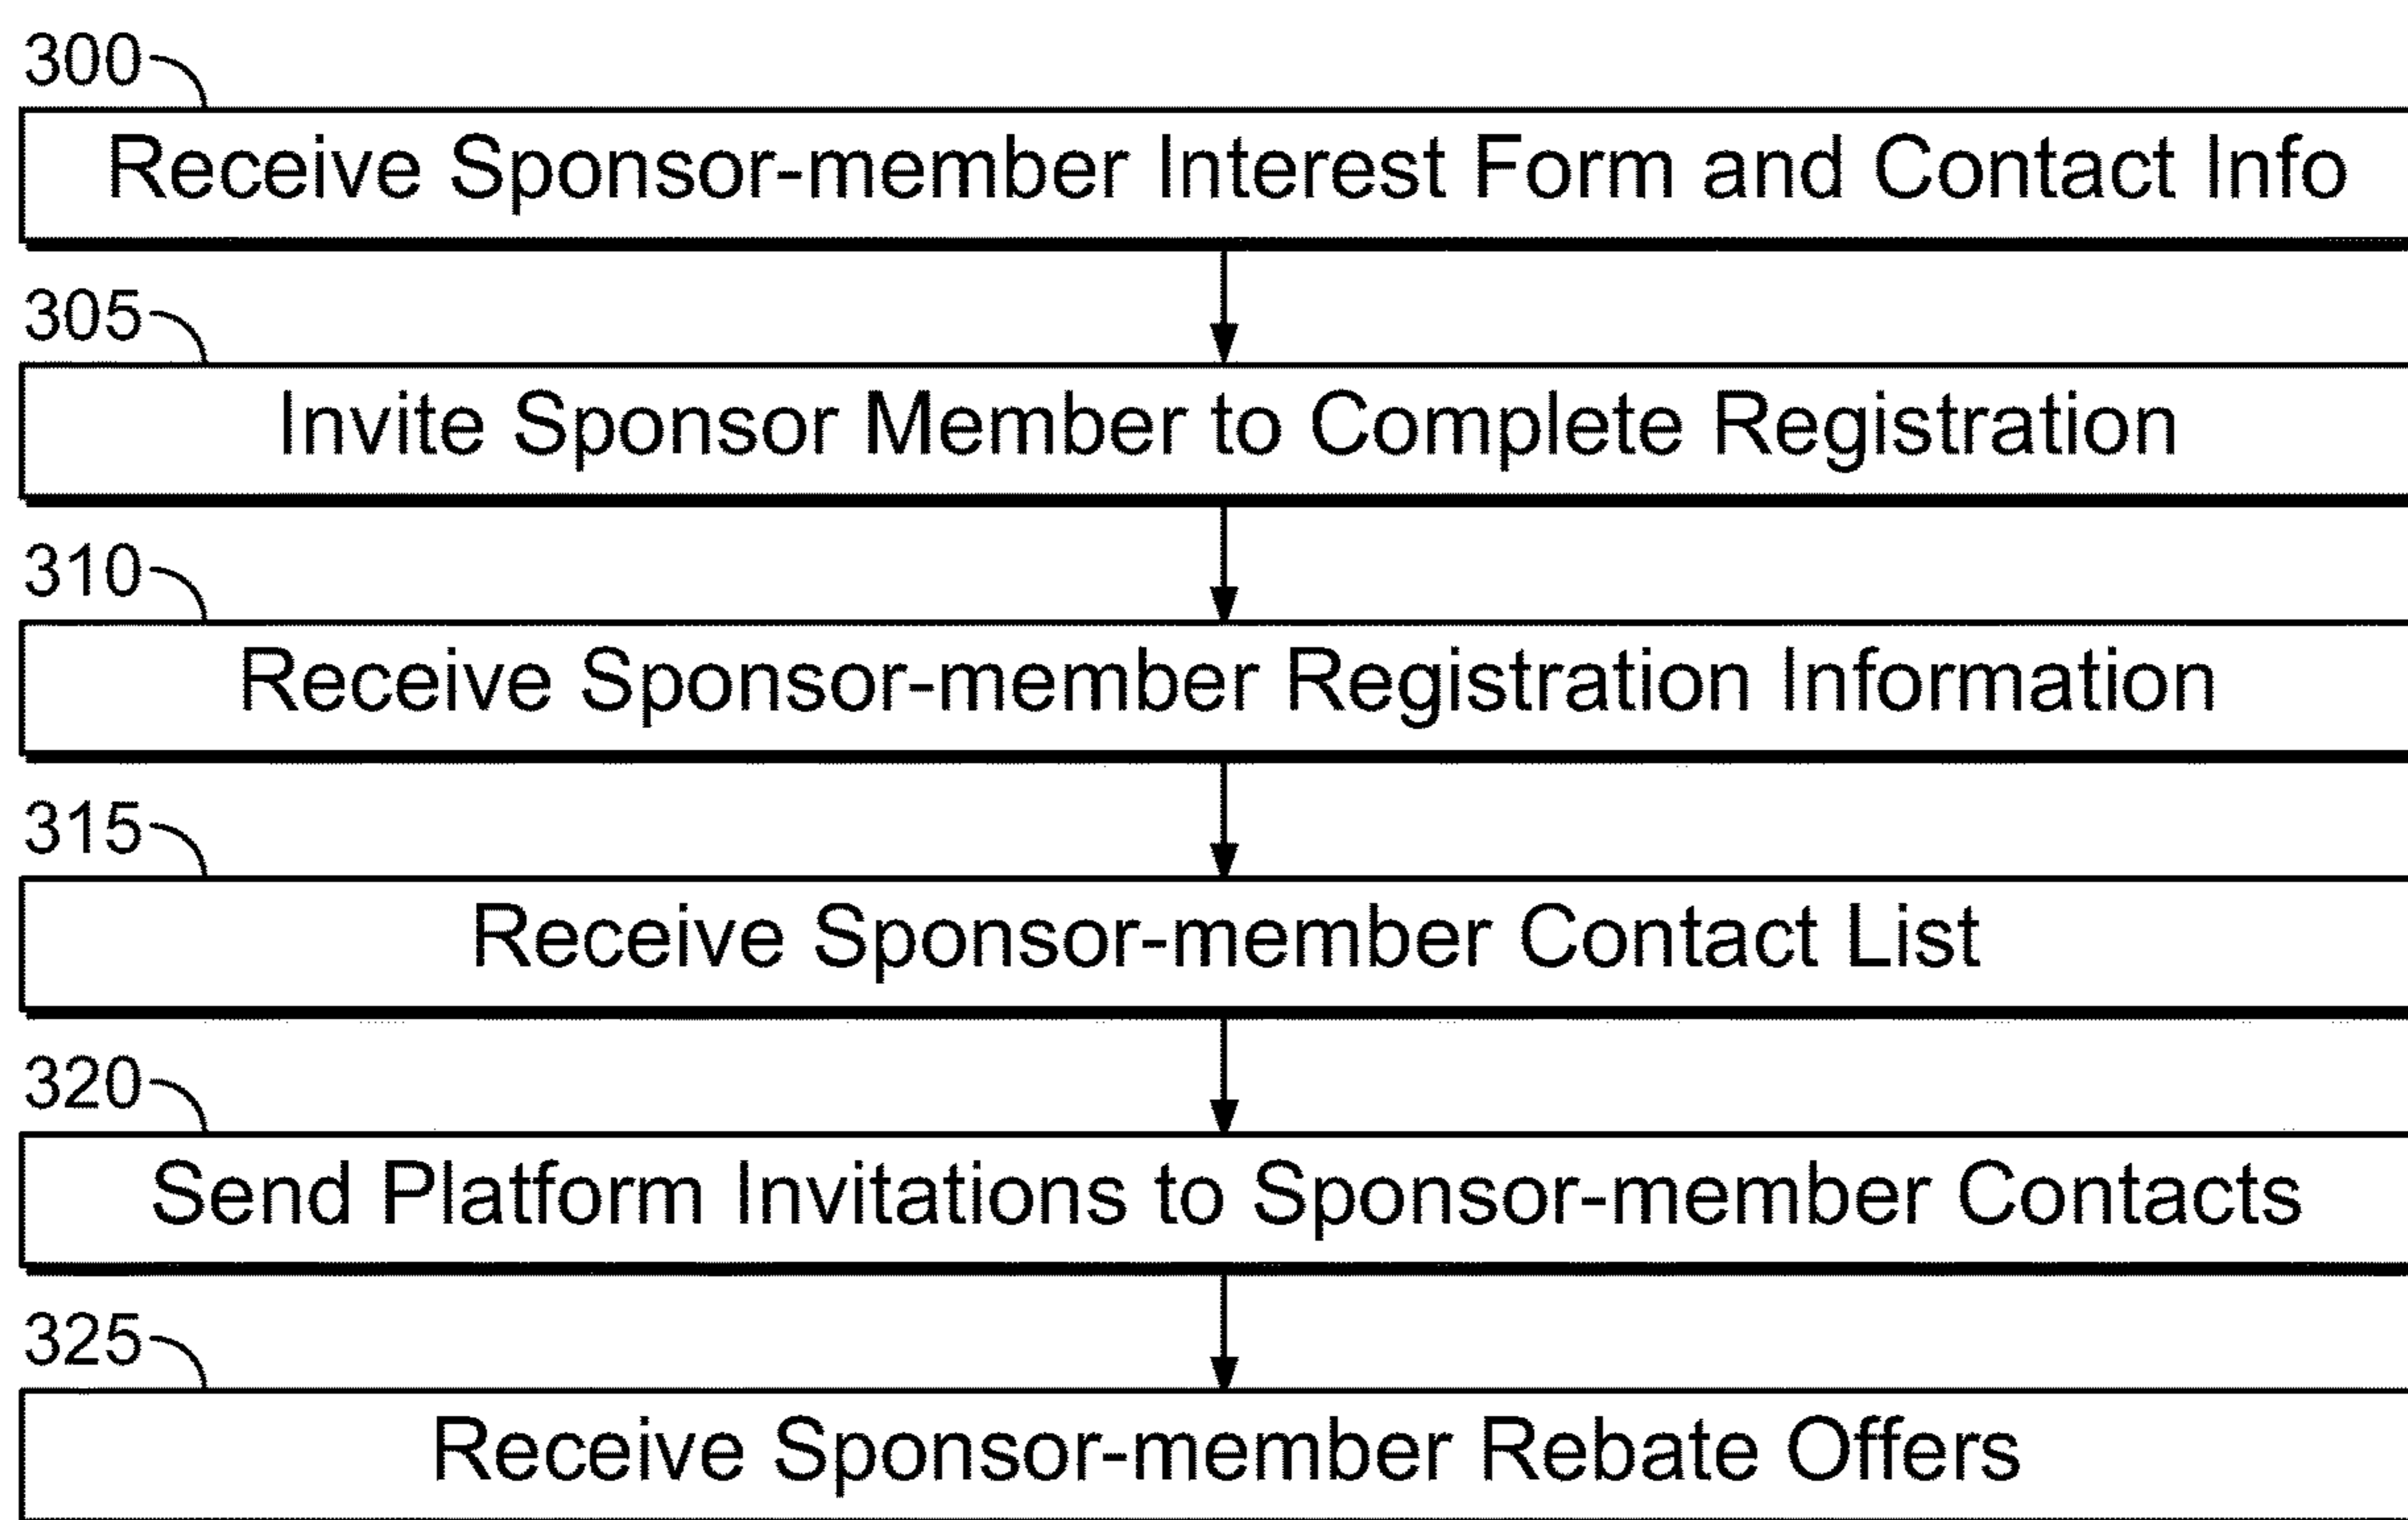 300
Receive Sponsor-member Interest Form and Contact Info
305
Invite Sponsor Member to Complete Registration
310
Receive Sponsor-member Registration Information
315
Receive Sponsor-member Contact List
320
Send Platform Invitations to Sponsor-member Contacts
325
Receive Sponsor-member Rebate Offers